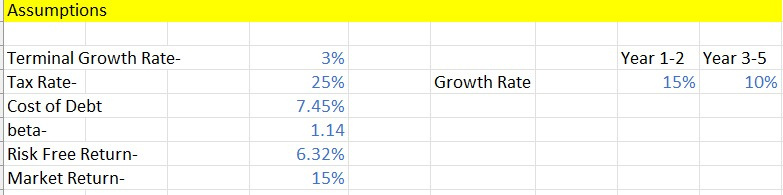 Assumptions
Terminal Growth Rate- 3% Year 1-2 Year 3-5
Tax Rate- 25% Growth Rate 15% 10%
Cost of Debt 7.45%
beta- 1.14
Risk Free Return- 6.32%
Market Return- 15%